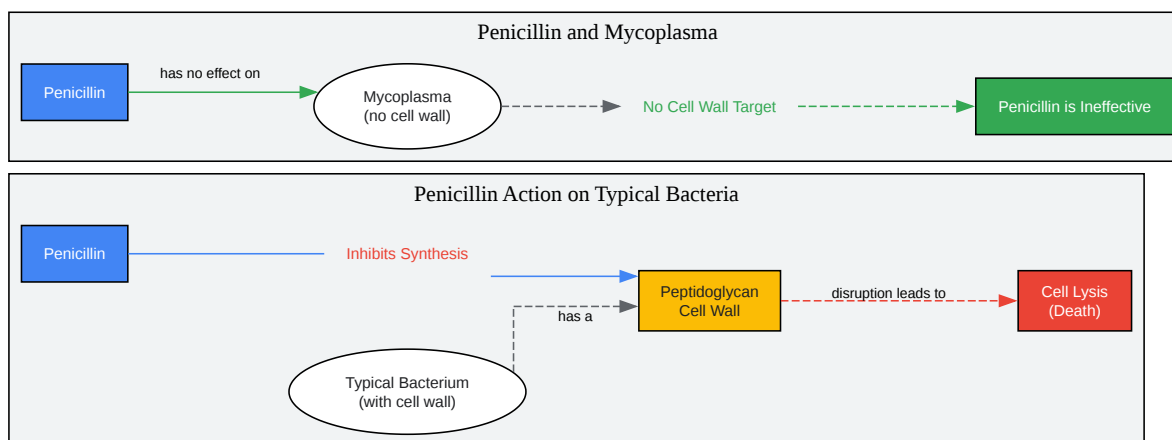 Penicillin and Mycoplasma
Penicillin
has no effect on
Mycoplasma
(no cell wall)
No Cell Wall Target
Penicillin is Ineffective
Penicillin Action on Typical Bacteria
Penicillin
Inhibits Synthesis
has a
Peptidoglycan
Cell Wall
disruption leads to
Cell Lysis
(Death)
Typical Bacterium
(with cell wall)